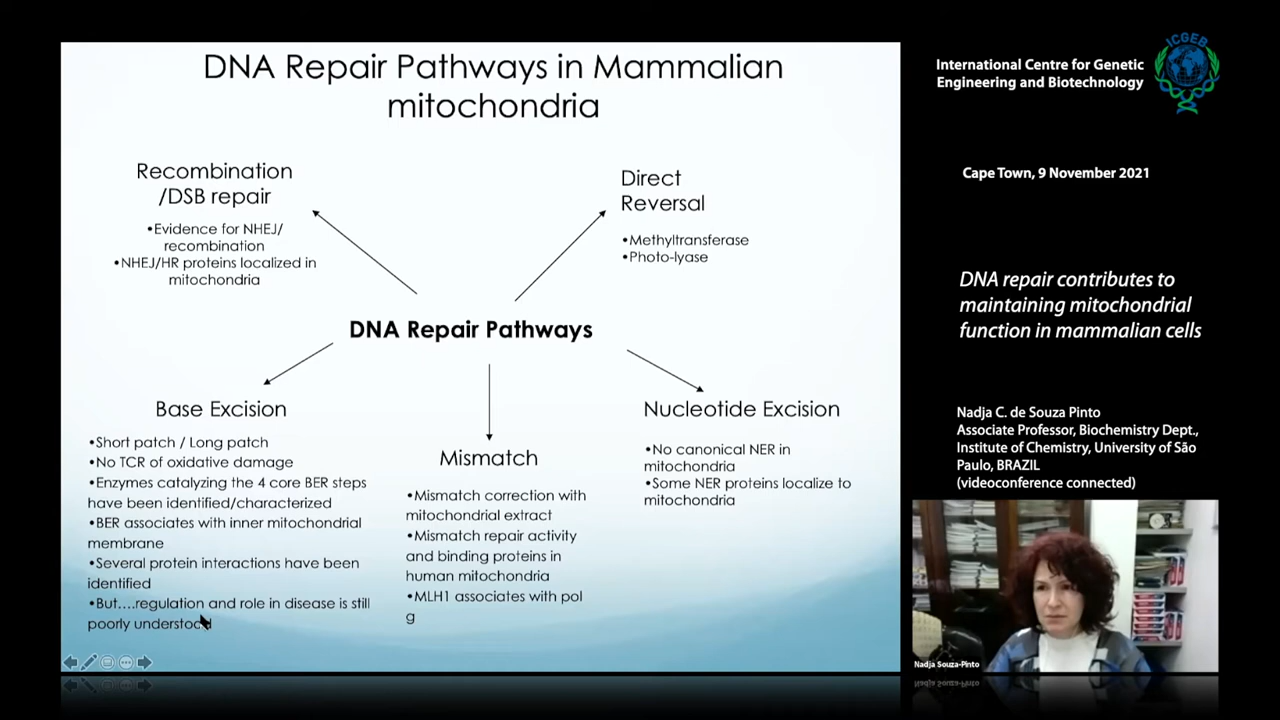 DNA Repair Pathways in Mammalian
mitochondria
Recombination
/DSB repair
•Evidence for NHEJ/
recombination
•NHEJ/HR proteins localized in
mitochondria
Direct
Reversal
•Methyltransferase
•Photo-lyase
DNA Repair Pathways
Base Excision
•Short patch / Long patch
•No TCR of oxidative damage
•Enzymes catalyzing the 4 core BER steps
have been identified/characterized
•BER associates with inner mitochondrial
membrane
•Several protein interactions have been
identified
•But....regulation and role in disease is still
poorly understood
Mismatch
•Mismatch correction with
mitochondrial extract
•Mismatch repair activity
and binding proteins in
human mitochondria
•MLH1 associates with pol
g
Nucleotide Excision
•No canonical NER in
mitochondria
•Some NER proteins localize to
mitochondria
International Centre for Genetic
Engineering and Biotechnology
ICGEB
Cape Town, 9 November 2021
DNA repair contributes to
maintaining mitochondrial
function in mammalian cells
Nadja C. de Souza Pinto
Associate Professor, Biochemistry Dept.,
Institute of Chemistry, University of São
Paulo, BRAZIL
(videoconference connected)
Nadja Souza-Pinto